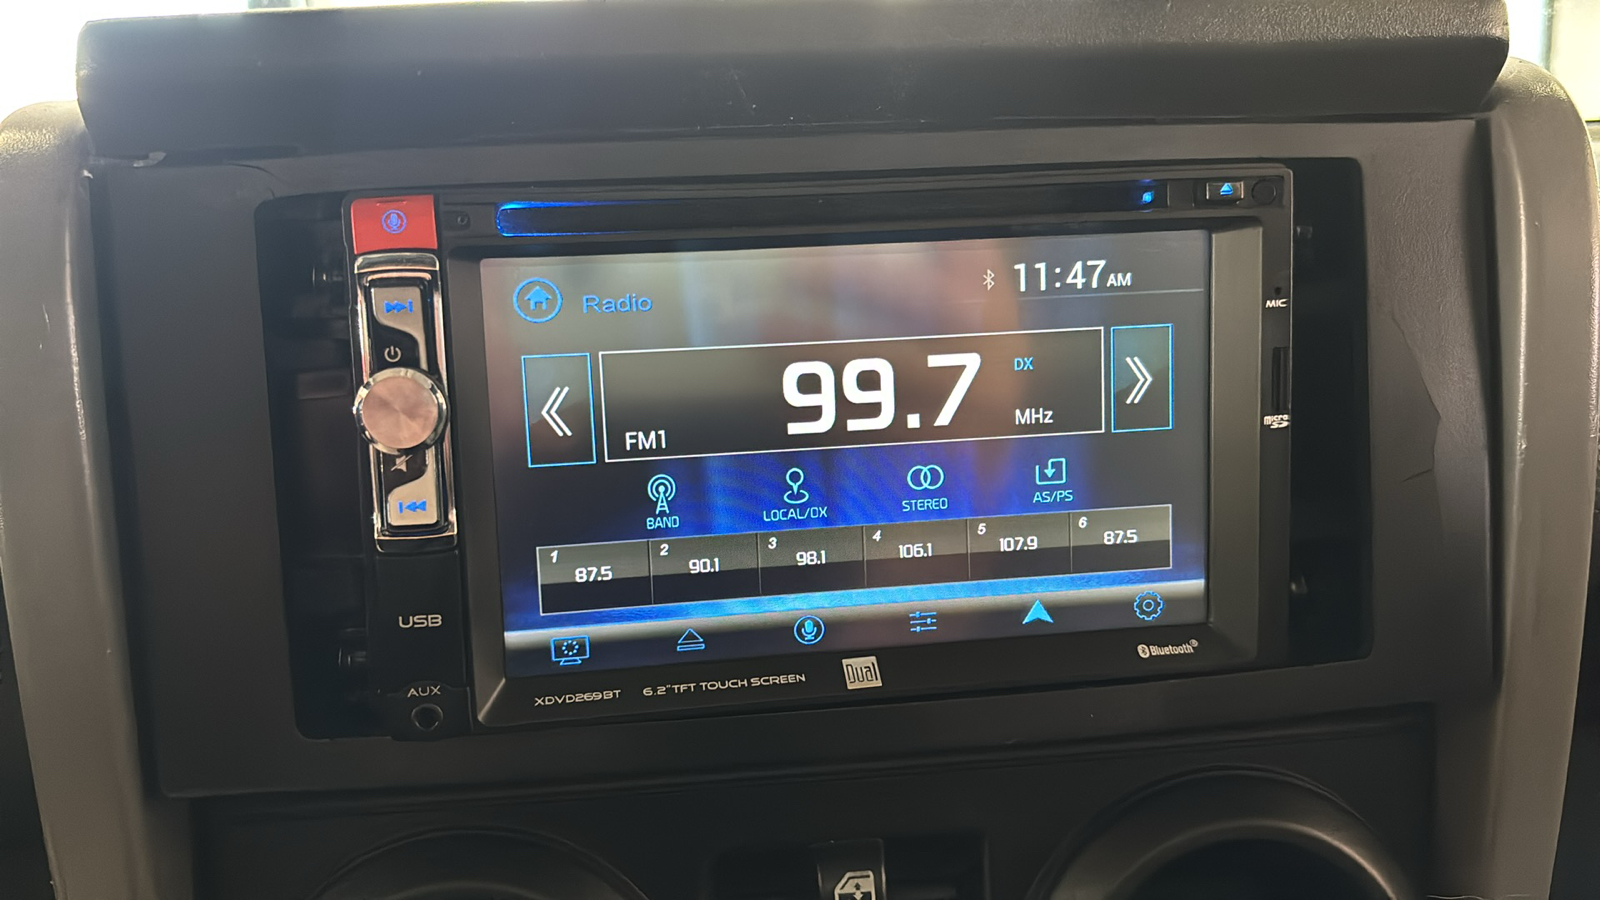 Radio
11:47 AM
99.7
DX
MHz
FM1
BAND
LOCAL/DX
STEREO
AS/PS
1 87.5
2 90.1
3 98.1
4 106.1
5 107.9
6 87.5
MIC
micro SD
USB
AUX
XDVD269BT 6.2" TFT TOUCH SCREEN
Dual
Bluetooth®